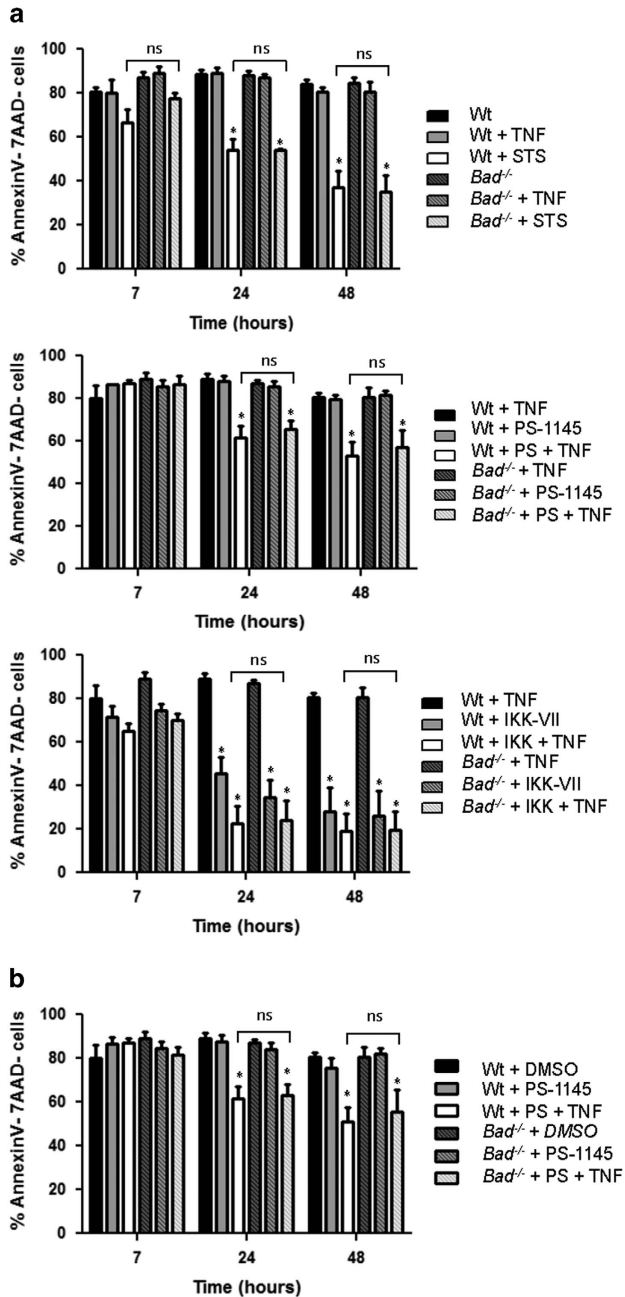 a
% AnnexinV- 7AAD- cells
100
80
60
40
20
0
ns
ns
ns
*
*
*
*
7
24
48
Time (hours)
Wt
Wt + TNF
Wt + STS
Bad-/-
Bad-/- + TNF
Bad-/- + STS
% AnnexinV- 7AAD- cells
100
80
60
40
20
0
ns
ns
*
*
*
*
7
24
48
Time (hours)
Wt + TNF
Wt + PS-1145
Wt + PS + TNF
Bad-/- + TNF
Bad-/- + PS-1145
Bad-/- + PS + TNF
% AnnexinV- 7AAD- cells
100
80
60
40
20
0
ns
ns
*
*
*
*
*
*
*
*
7
24
48
Time (hours)
Wt + TNF
Wt + IKK-VII
Wt + IKK + TNF
Bad-/- + TNF
Bad-/- + IKK-VII
Bad-/- + IKK + TNF
b
% AnnexinV- 7AAD- cells
100
80
60
40
20
0
ns
ns
*
*
*
*
7
24
48
Time (hours)
Wt + DMSO
Wt + PS-1145
Wt + PS + TNF
Bad-/- + DMSO
Bad-/- + PS-1145
Bad-/- + PS + TNF